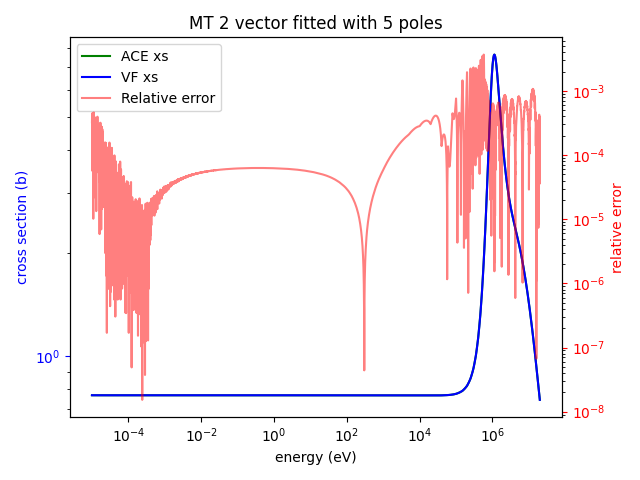 MT 2 vector fitted with 5 poles
ACE xs
VF xs
Relative error
cross section (b)
10⁰
10⁻³
10⁻⁴
10⁻⁵
10⁻⁶
10⁻⁷
10⁻⁸
relative error
10⁻⁴ 10⁻² 10⁰ 10² 10⁴ 10⁶
energy (eV)